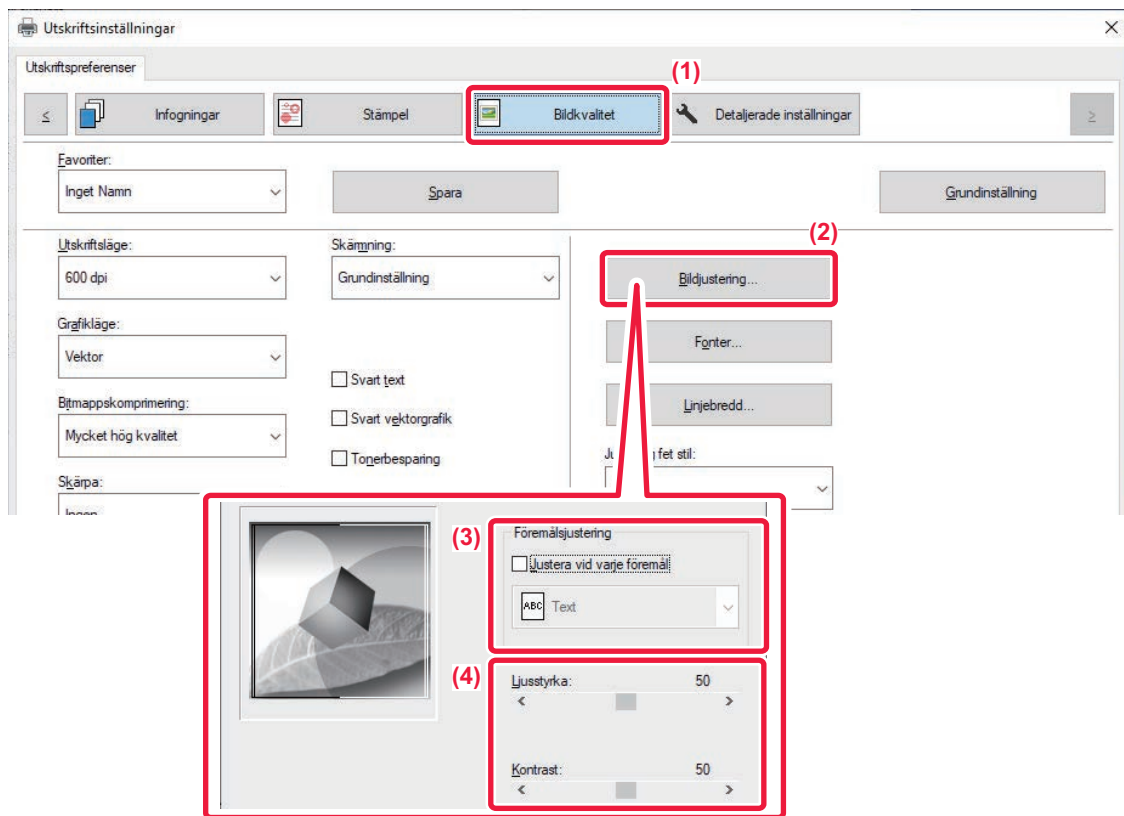 Utskriftsinställningar
Utskriftspreferenser
(1)
Infogningar
Stämpel
Bildkvalitet
Detaljerade inställningar
Favoriter:
Inget Namn
Spara
Grundinställning
(2)
Utskriftsläge:
600 dpi
Skärmning:
Grundinställning
Bildjustering...
Grafikläge:
Vektor
Fonter...
Svart text
Bitmappskomprimering:
Mycket hög kvalitet
Svart vektorgrafik
Linjebredd...
Tonerbesparing
fet stil:
Skärpa:
Ingen
(3)
Föremålsjustering
Justera vid varje föremål
ABC Text
(4)
Ljusstyrka: 50
< >
Kontrast: 50
< >